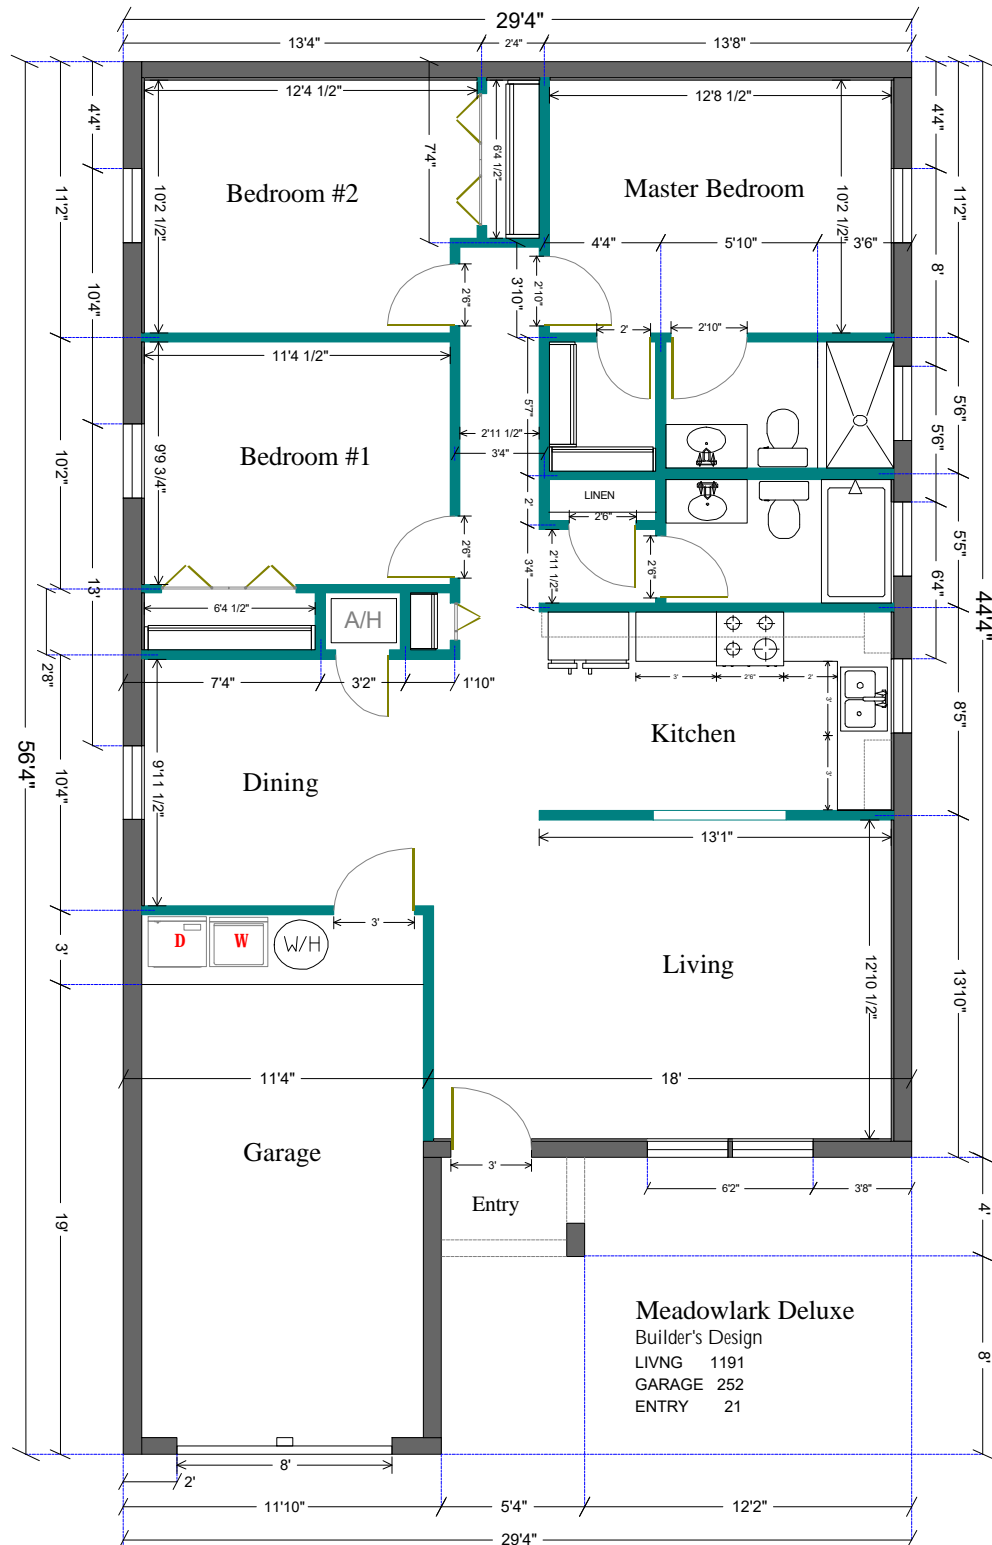 29'4"
13'4" 2'4" 13'8"
12'4 1/2" 12'8 1/2"
4'4" 7'4" 6'4 1/2" 4'4"
Bedroom #2 Master Bedroom
11'2" 10'2 1/2" 10'2 1/2" 11'2"
4'4" 5'10" 3'6"
8'
10'4" 2'6" 3'10" 2'10"
2' 2'10"
11'4 1/2"
5'7" 5'6"
2'11 1/2"
5'6"
3'4"
Bedroom #1
10'2" 9'9 3/4"
LINEN
2' 2'6"
2'6" 3'4" 2'11 1/2" 2'6" 5'5"
13' 6'4"
44'4"
6'4 1/2" A/H
2'8" 7'4" 3'2" 1'10" 3' 2'6" 2'
3'
Kitchen
8'5"
56'4"
10'4" 9'11 1/2" Dining 3'
13'1"
3'
3' D W W/H
Living
12'10 1/2" 13'10"
11'4" 18'
Garage
3'
6'2" 3'8"
Entry
4'
19'
Meadowlark Deluxe
Builder's Design
LIVNG 1191
GARAGE 252
ENTRY 21
8'
8'
2'
11'10" 5'4" 12'2"
29'4"